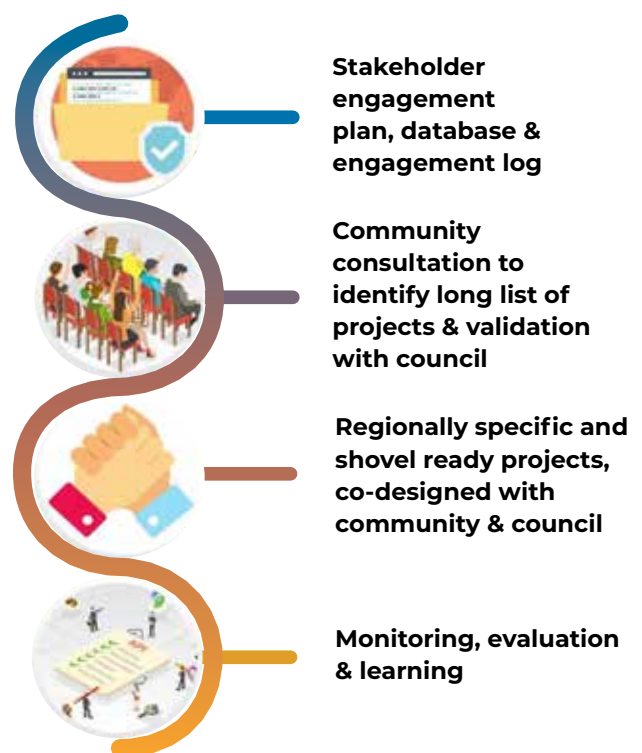 Stakeholder
engagement
plan, database &
engagement log
Community
consultation to
identify long list of
projects & validation
with council
Regionally specific and
shovel ready projects,
co-designed with
community & council
Monitoring, evaluation
& learning